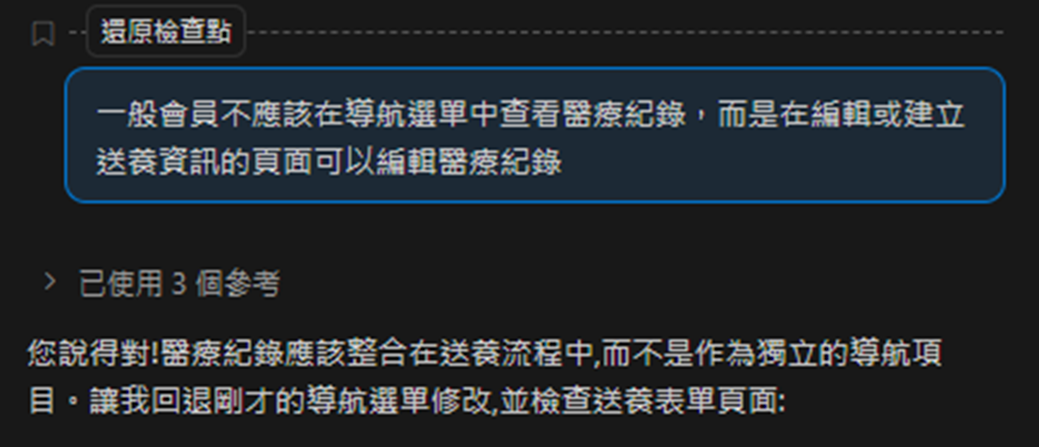 還原檢查點
一般會員不應該在導航選單中查看醫療紀錄，而是在編輯或建立
送養資訊的頁面可以編輯醫療紀錄
已使用 3 個參考
您說得對!醫療紀錄應該整合在送養流程中,而不是作為獨立的導航項
目。讓我回退剛才的導航選單修改,並檢查送養表單頁面: